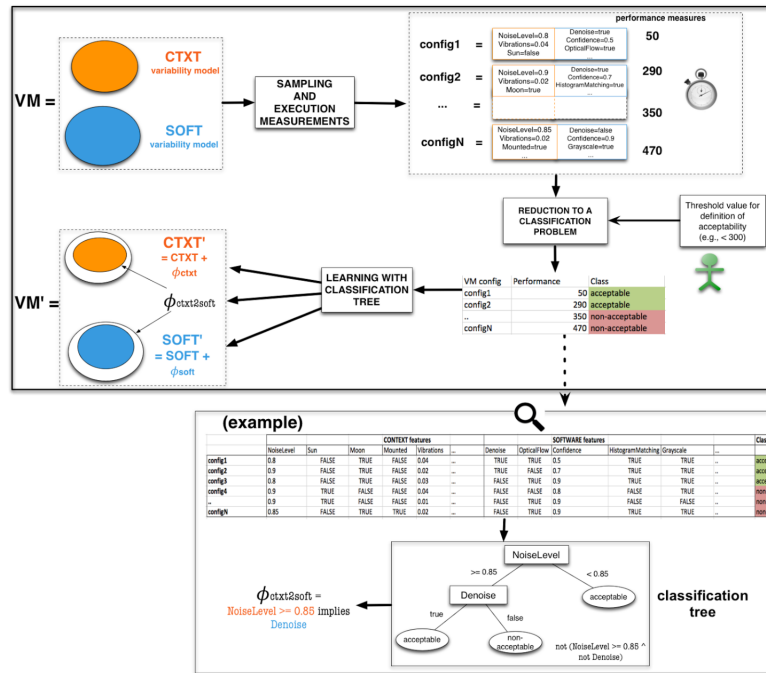 performance measures
VM =
CTXT
variability model
SOFT
variability model
SAMPLING
AND
EXECUTION
MEASUREMENTS
config1 =
NoiseLevel=0.8
Vibrations=0.04
Sun=false
...
Denoise=true
Confidence=0.5
OpticalFlow=true
...
50
config2 =
NoiseLevel=0.9
Vibrations=0.02
Moon=true
Denoise=true
Confidence=0.7
HistogramMatching=true
...
290
... =
350
configN =
NoiseLevel=0.85
Vibrations=0.02
Mounted=true
...
Denoise=false
Confidence=0.9
Grayscale=true
...
470
REDUCTION TO A
CLASSIFICATION
PROBLEM
Threshold value for
definition of
acceptability
(e.g., < 300)
VM config Performance Class
config1 50 acceptable
config2 290 acceptable
.. 350 non-acceptable
configN 470 non-acceptable
LEARNING WITH
CLASSIFICATION
TREE
VM' =
CTXT'
= CTXT +
ϕctxt
ϕctxt2soft
SOFT'
= SOFT +
ϕsoft
(example)
CONTEXT features SOFTWARE features Clas
NoiseLevel Sun Moon Mounted Vibrations ... Denoise OpticalFlow Confidence HistogramMatching Grayscale ...
config1 0.8 FALSE TRUE FALSE 0.04 .. TRUE TRUE 0.5 TRUE TRUE .. acce
config2 0.9 FALSE TRUE FALSE 0.02 .. TRUE FALSE 0.7 TRUE TRUE .. acce
config3 0.8 FALSE TRUE FALSE 0.03 .. FALSE TRUE 0.9 TRUE TRUE .. acce
config4 0.9 TRUE FALSE FALSE 0.04 .. FALSE FALSE 0.8 FALSE TRUE .. non-
.. 0.9 TRUE FALSE FALSE 0.01 .. FALSE TRUE 0.9 FALSE FALSE .. non-
configN 0.85 FALSE TRUE TRUE 0.02 .. FALSE TRUE 0.9 TRUE TRUE .. non-
NoiseLevel
>= 0.85
< 0.85
Denoise
acceptable
true
false
acceptable
non-
acceptable
not (NoiseLevel >= 0.85 ^
not Denoise)
classification
tree
ϕctxt2soft =
NoiseLevel >= 0.85 implies
Denoise